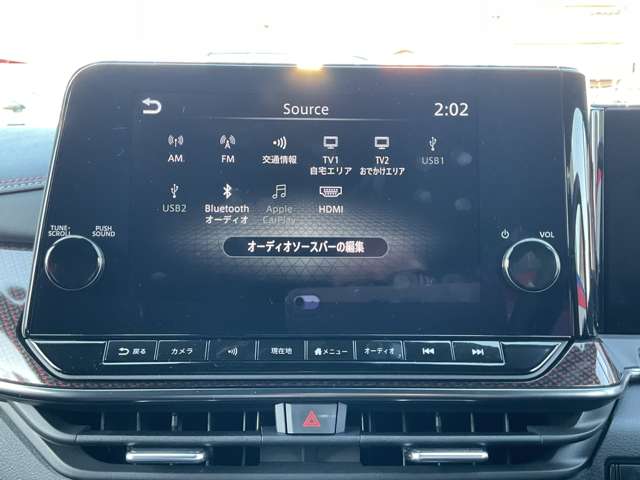 Source
2:02
AM
FM
交通情報
TV1
自宅エリア
TV2
おでかけエリア
USB1
USB2
Bluetooth
オーディオ
Apple
CarPlay
HDMI
オーディオソースバーの編集
TUNE·
SCROLL
PUSH
SOUND
VOL
戻る
カメラ
現在地
メニュー
オーディオ